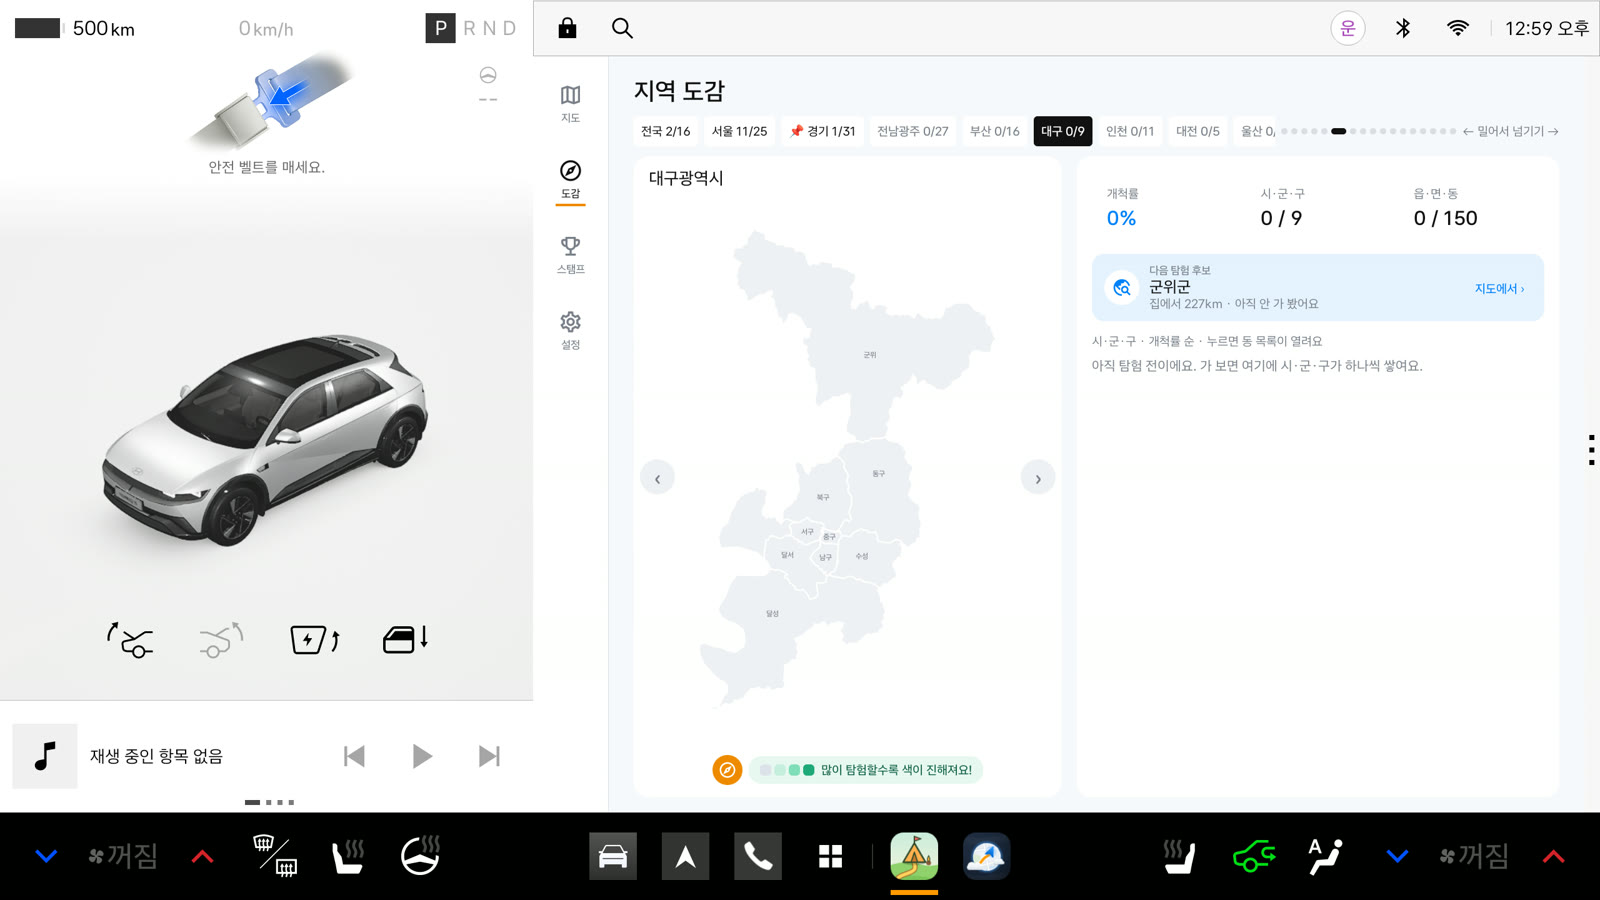 500 km
0 km/h
P R N D
운
12:59 오후
안전 벨트를 매세요.
--
지도
도감
스탬프
설정
지역 도감
전국 2/16
서울 11/25
📌 경기 1/31
전남광주 0/27
부산 0/16
대구 0/9
인천 0/11
대전 0/5
울산 0/
← 밀어서 넘기기 →
대구광역시
군위
동구
북구
서구
중구
달서
남구
수성
달성
‹
›
많이 탐험할수록 색이 진해져요!
개척률
0%
시·군·구
0 / 9
읍·면·동
0 / 150
다음 탐험 후보
군위군
집에서 227km · 아직 안 가 봤어요
지도에서 ›
시·군·구 · 개척률 순 · 누르면 동 목록이 열려요
아직 탐험 전이에요. 가 보면 여기에 시·군·구가 하나씩 쌓여요.
재생 중인 항목 없음
꺼짐
A
꺼짐